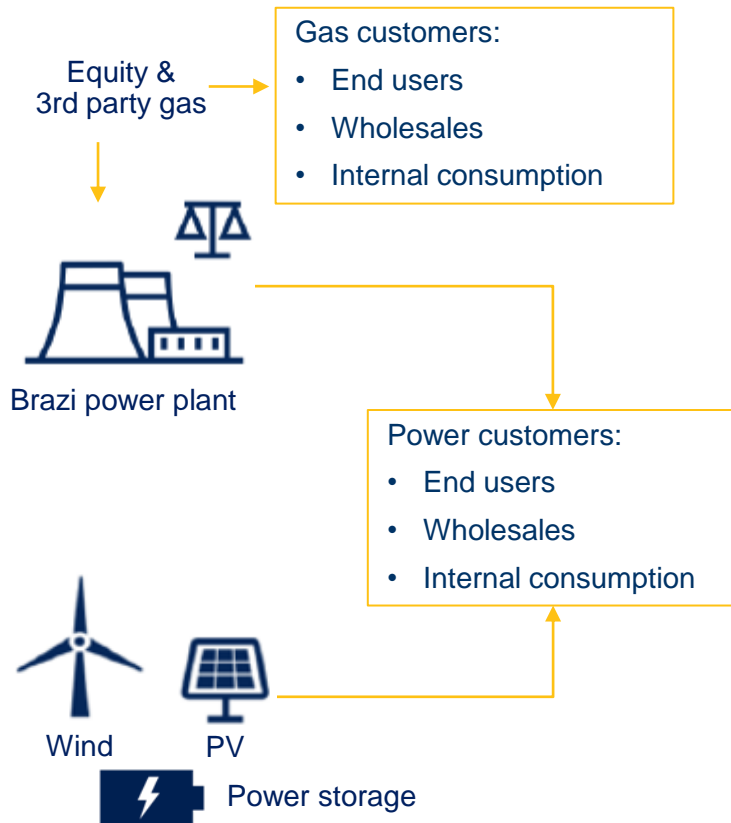 Equity &
3rd party gas
Gas customers:
• End users
• Wholesales
• Internal consumption
Brazi power plant
Power customers:
• End users
• Wholesales
• Internal consumption
Wind
PV
Power storage